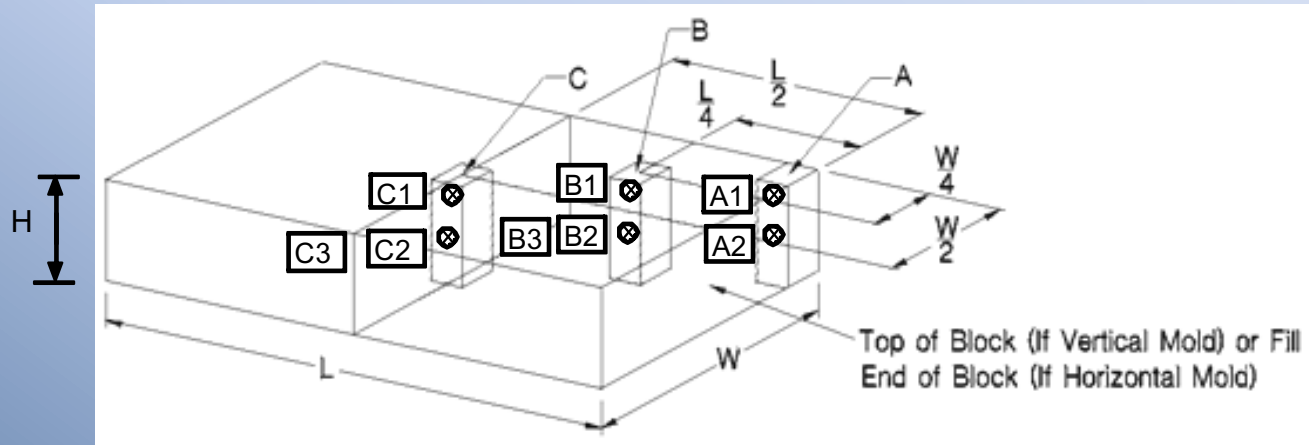 B
L
2
A
C
L
4
W
4
C1
B1
A1
H
W
2
C3
C2
B3
B2
A2
Top of Block (If Vertical Mold) or Fill
End of Block (If Horizontal Mold)
W
L